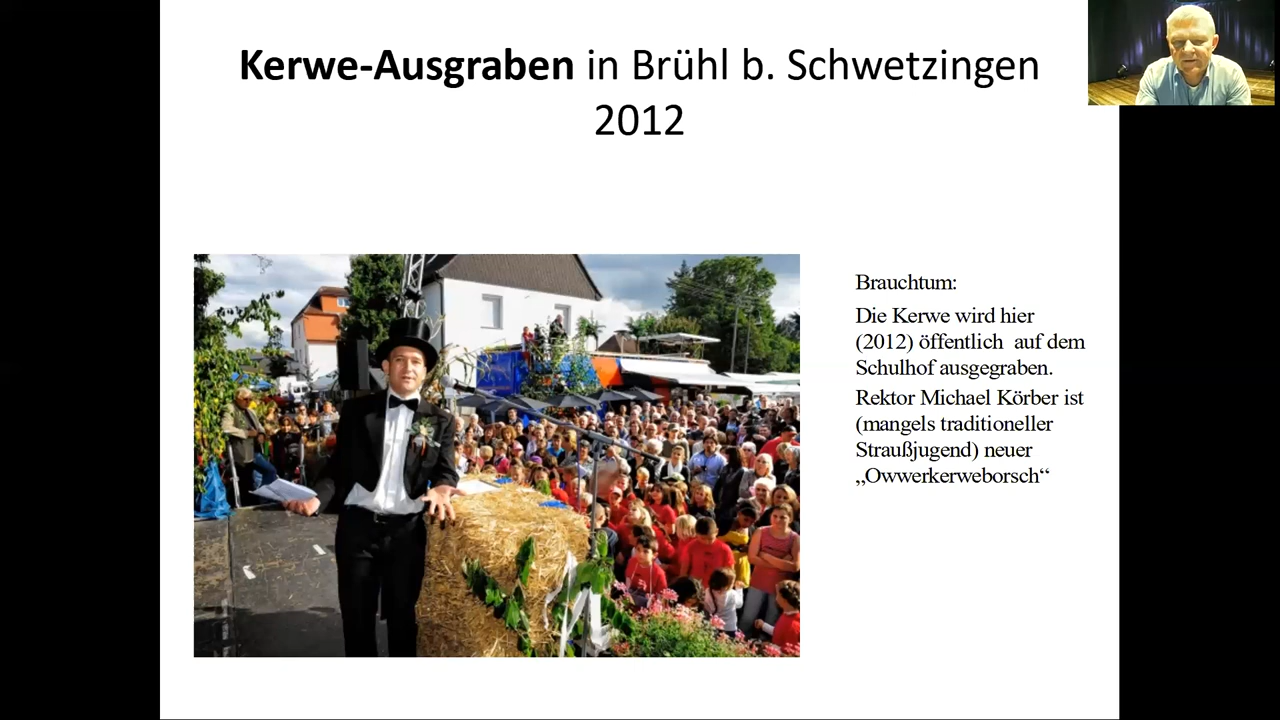 Kerwe-Ausgraben in Brühl b. Schwetzingen
2012
Brauchtum:
Die Kerwe wird hier
(2012) öffentlich auf dem
Schulhof ausgegraben.
Rektor Michael Körber ist
(mangels traditioneller
Straußjugend) neuer
„Owwerkerweborsch“